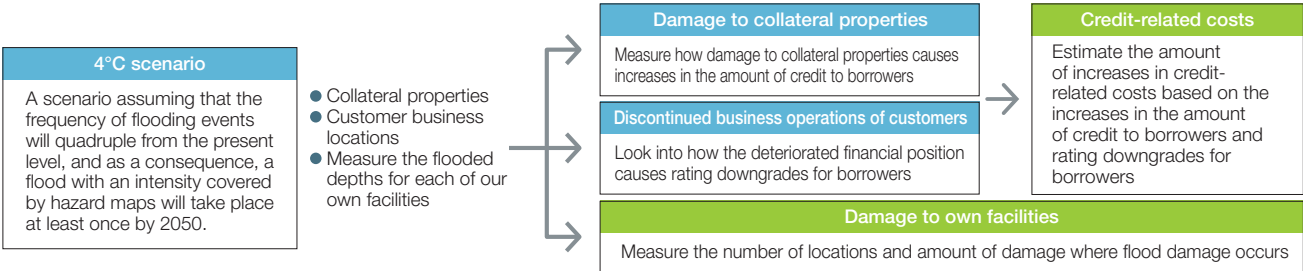 4°C scenario
A scenario assuming that the
frequency of flooding events
will quadruple from the present
level, and as a consequence, a
flood with an intensity covered
by hazard maps will take place
at least once by 2050.
● Collateral properties
● Customer business
locations
● Measure the flooded
depths for each of our
own facilities
Damage to collateral properties
Measure how damage to collateral properties causes
increases in the amount of credit to borrowers
Discontinued business operations of customers
Look into how the deteriorated financial position
causes rating downgrades for borrowers
Credit-related costs
Estimate the amount
of increases in credit-
related costs based on the
increases in the amount
of credit to borrowers and
rating downgrades for
borrowers
Damage to own facilities
Measure the number of locations and amount of damage where flood damage occurs